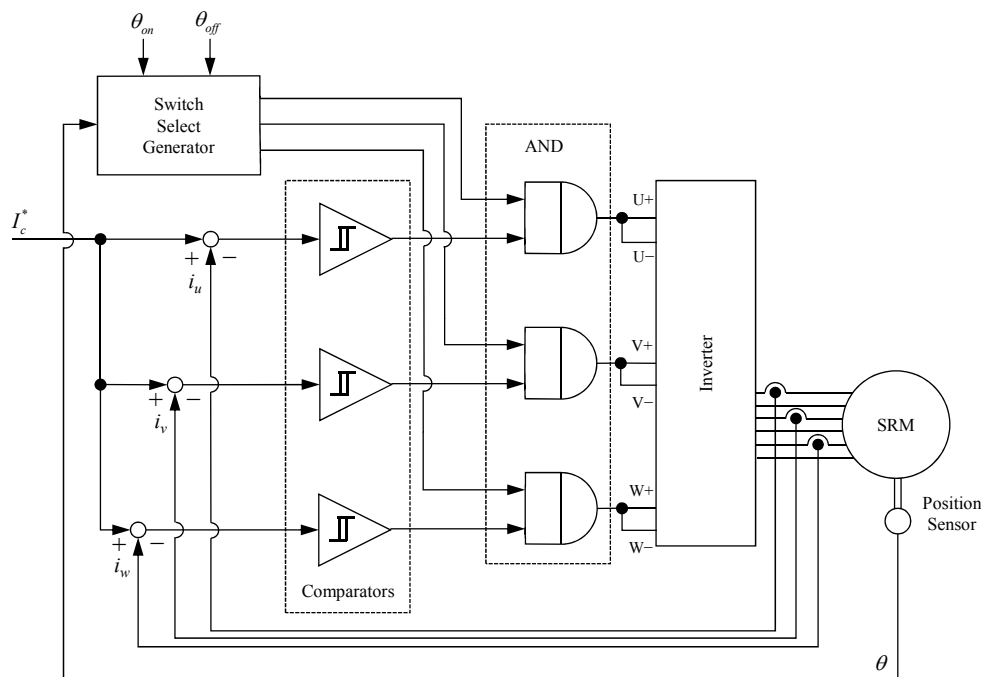 θon
θoff
Switch
Select
Generator
AND
I*c
+
−
iu
U+
U−
+
−
iv
V+
V−
Inverter
SRM
Position
Sensor
+
−
iw
W+
W−
Comparators
θ